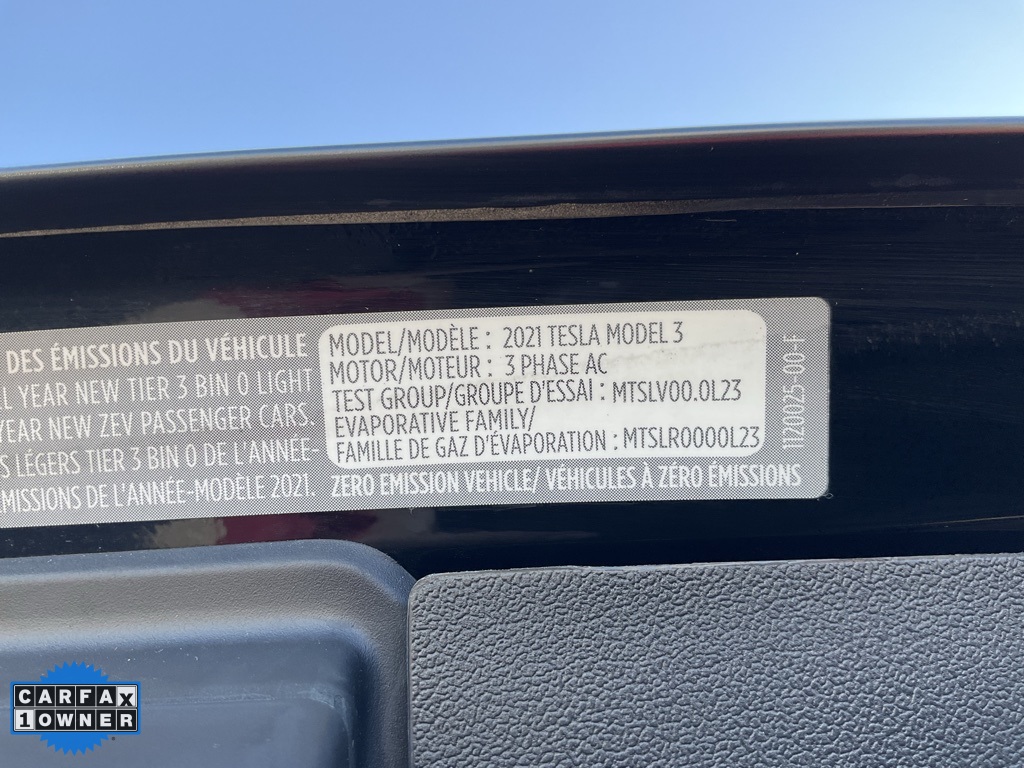 DES ÉMISSIONS DU VÉHICULE
YEAR NEW TIER 3 BIN 0 LIGHT
YEAR NEW ZEV PASSENGER CARS.
LÉGERS TIER 3 BIN 0 DE L'ANNÉE-
ÉMISSIONS DE L'ANNÉE-MODÈLE 2021.
MODEL/MODÈLE : 2021 TESLA MODEL 3
MOTOR/MOTEUR : 3 PHASE AC
TEST GROUP/GROUPE D'ESSAI : MTSLV00.0L23
EVAPORATIVE FAMILY/
FAMILLE DE GAZ D'ÉVAPORATION : MTSLR0000L23
ZERO EMISSION VEHICLE/ VÉHICULES À ZÉRO ÉMISSIONS
1120025-00-F
CARFAX
1 OWNER